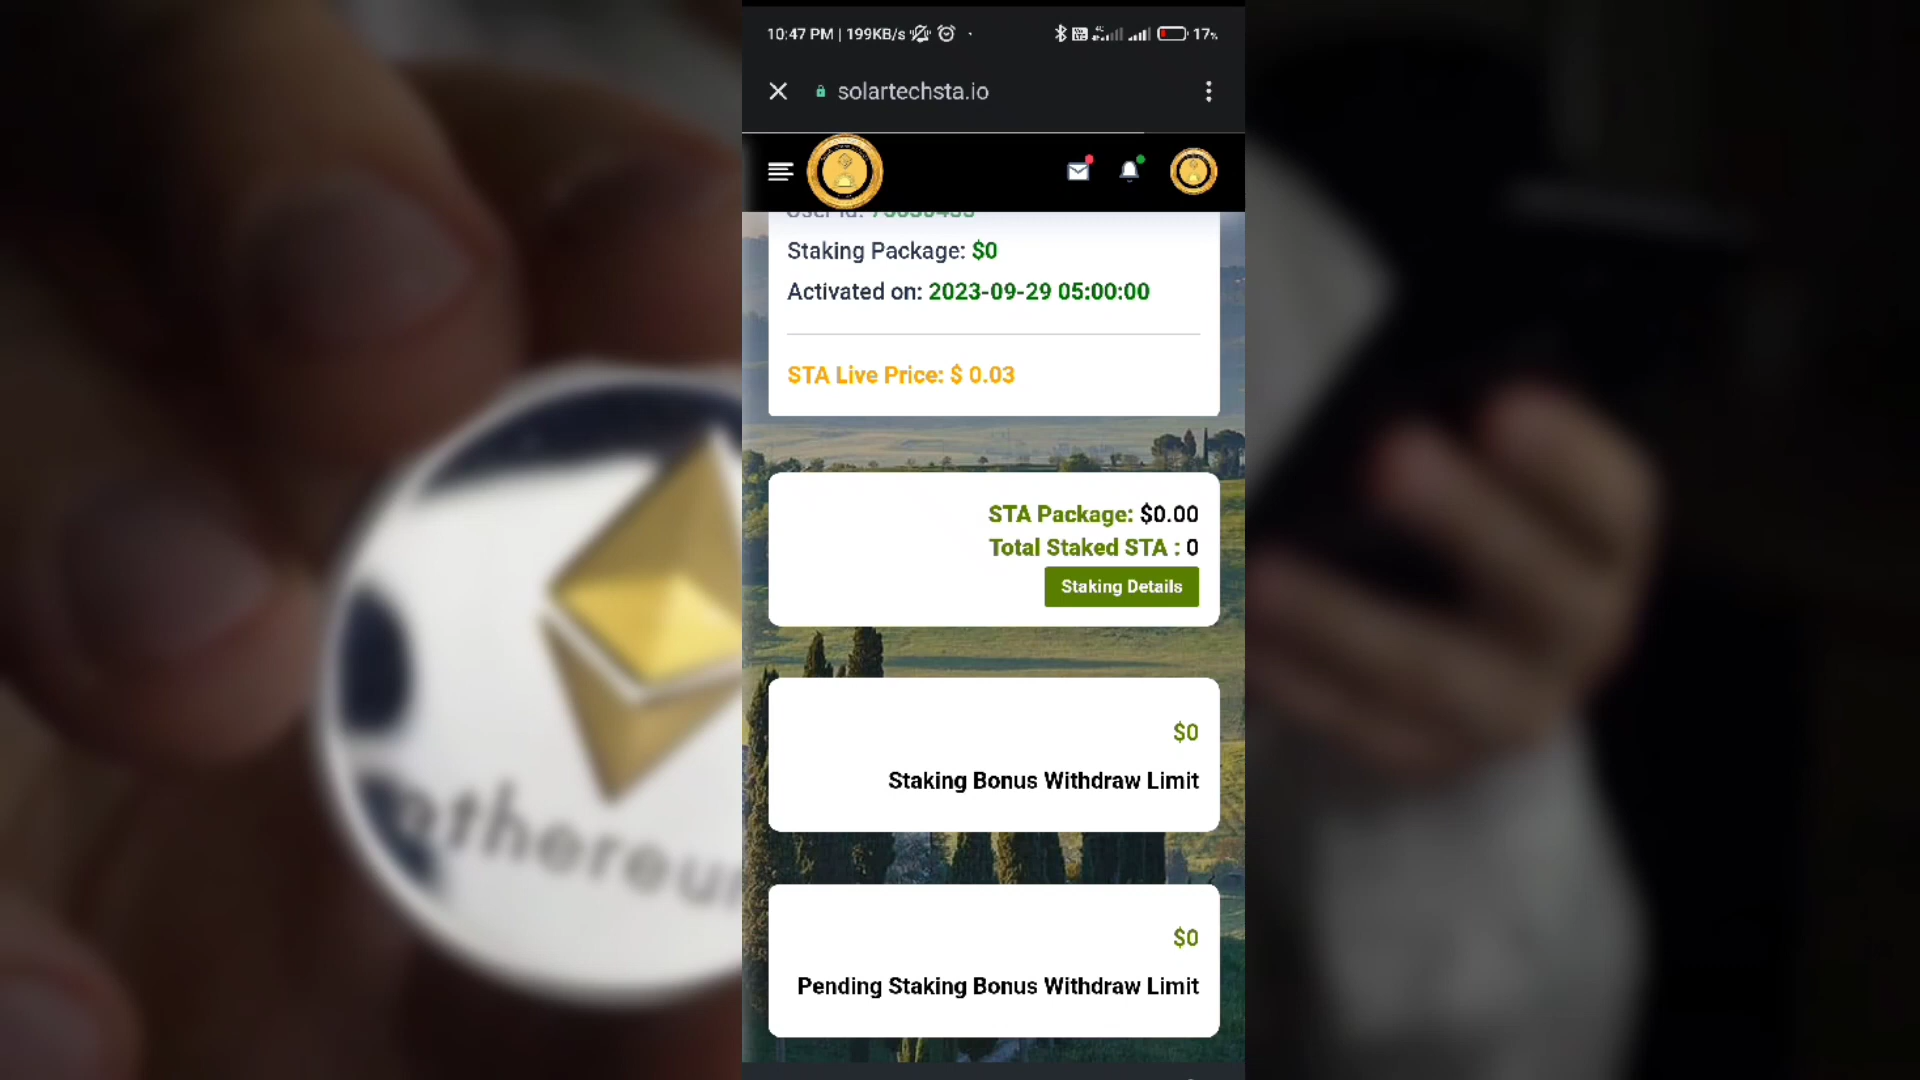 10:47 PM | 199KB/s
17%
solartechsta.io
Staking Package: $0
Activated on: 2023-09-29 05:00:00
STA Live Price: $ 0.03
STA Package: $0.00
Total Staked STA : 0
Staking Details
$0
Staking Bonus Withdraw Limit
$0
Pending Staking Bonus Withdraw Limit